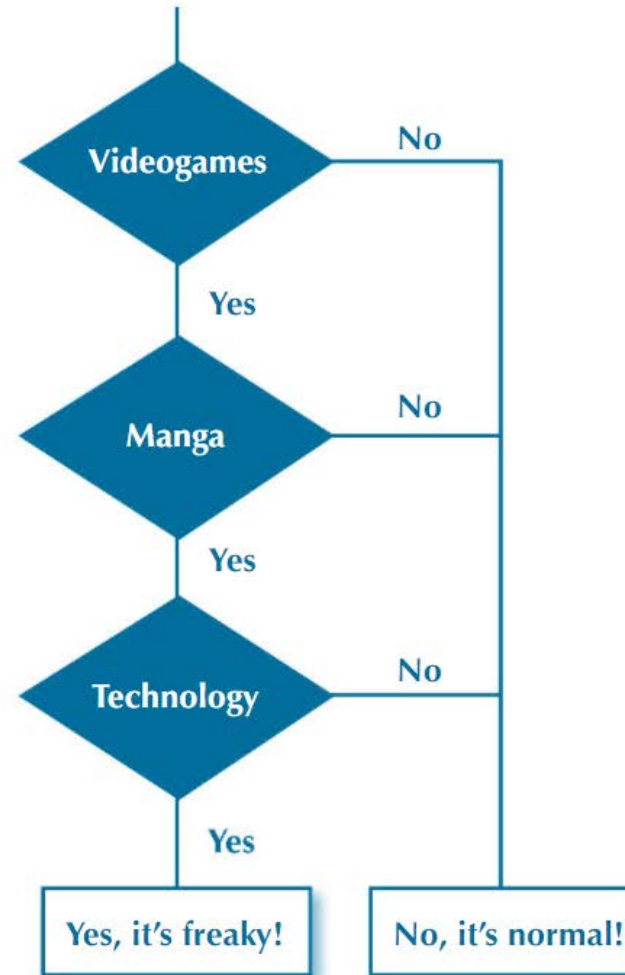 Videogames
No
Yes
Manga
No
Yes
Technology
No
Yes
Yes, it's freaky!
No, it's normal!